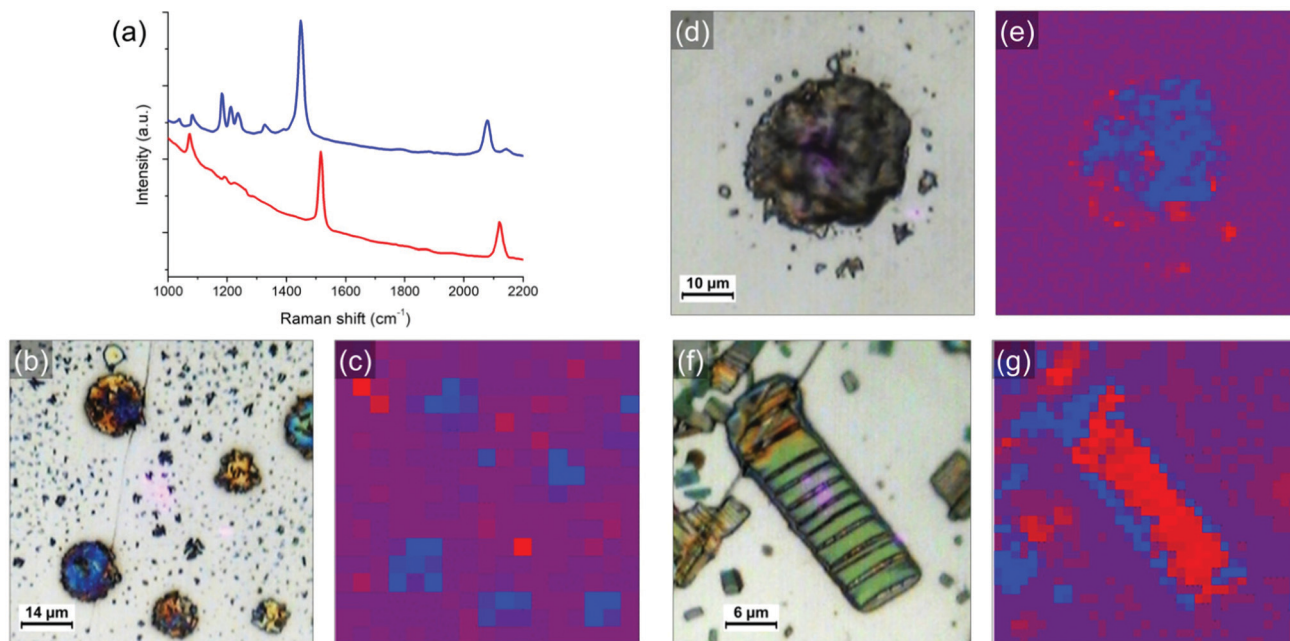 (a)
Intensity (a.u.)
1000 1200 1400 1600 1800 2000 2200
Raman shift (cm⁻¹)
(b)
14 µm
(c)
(d)
10 µm
(e)
(f)
6 µm
(g)